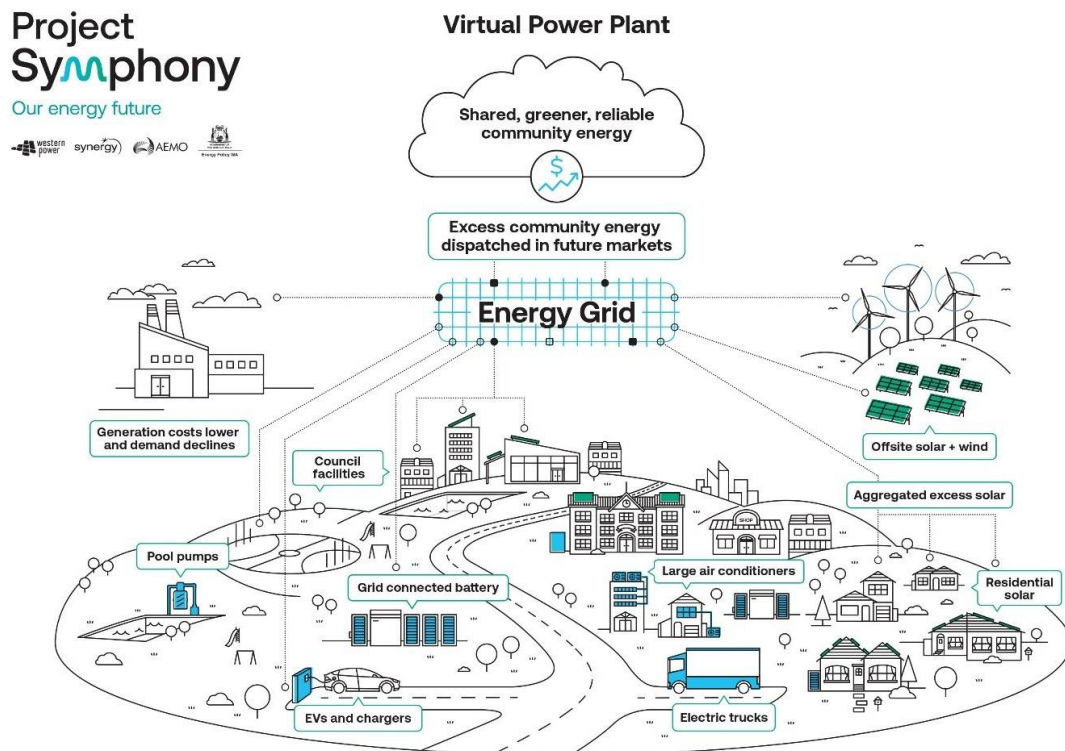 Project
Symphony
Our energy future
western
power
synergy
AEMO
Energy Policy WA
Virtual Power Plant
Shared, greener, reliable
community energy
$
Excess community energy
dispatched in future markets
Energy Grid
Generation costs lower
and demand declines
Offsite solar + wind
Council
facilities
Aggregated excess solar
SHOP
Pool pumps
Large air conditioners
Grid connected battery
Residential
solar
EVs and chargers
Electric trucks